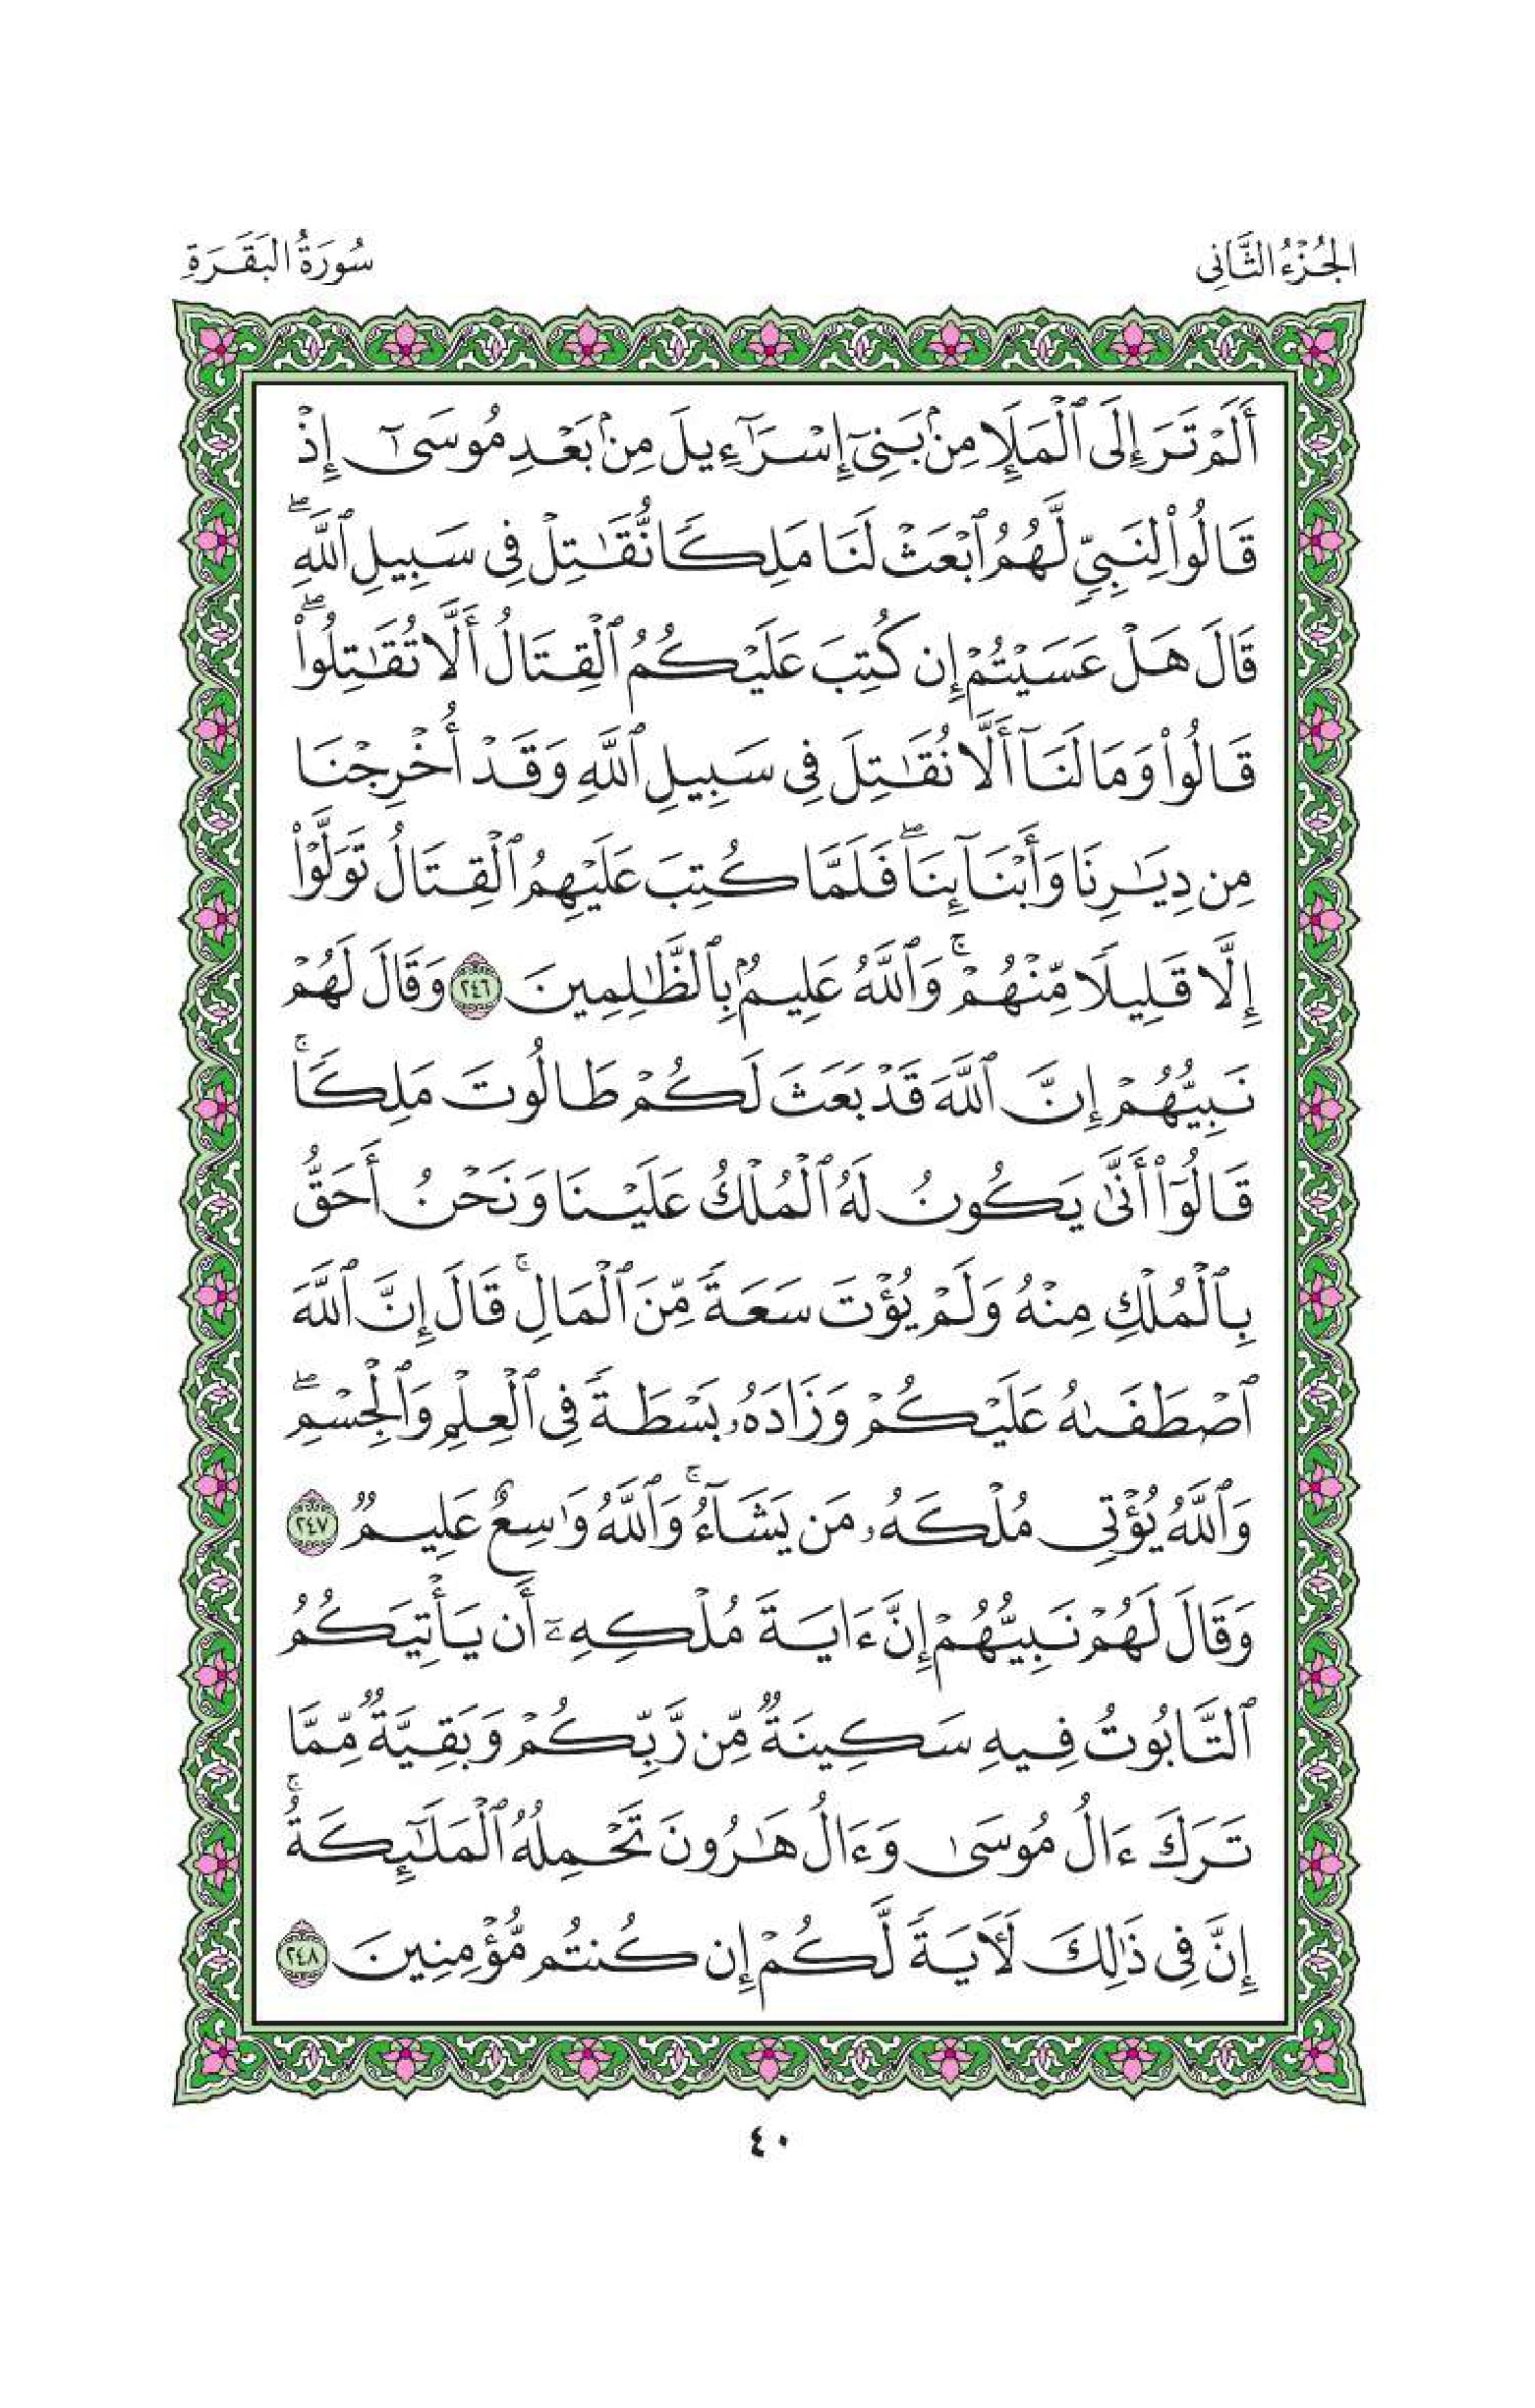 الجُزْءُ الثَّانِي
سُورَةُ البَقَرَةِ
أَلَمْ تَرَ إِلَى ٱلْمَلَإِ مِنۢ بَنِىٓ إِسْرَٰٓءِيلَ مِنۢ بَعْدِ مُوسَىٰٓ إِذْ
قَالُوا۟ لِنَبِىٍّ لَّهُمُ ٱبْعَثْ لَنَا مَلِكًا نُّقَـٰتِلْ فِى سَبِيلِ ٱللَّهِ ۖ
قَالَ هَلْ عَسَيْتُمْ إِن كُتِبَ عَلَيْكُمُ ٱلْقِتَالُ أَلَّا تُقَـٰتِلُوا۟ ۖ
قَالُوا۟ وَمَا لَنَآ أَلَّا نُقَـٰتِلَ فِى سَبِيلِ ٱللَّهِ وَقَدْ أُخْرِجْنَا
مِن دِيَـٰرِنَا وَأَبْنَآئِنَا ۖ فَلَمَّا كُتِبَ عَلَيْهِمُ ٱلْقِتَالُ تَوَلَّوْا۟
إِلَّا قَلِيلًا مِّنْهُمْ ۚ وَٱللَّهُ عَلِيمٌۢ بِٱلظَّـٰلِمِينَ ٢٤٦ وَقَالَ لَهُمْ
نَبِيُّهُمْ إِنَّ ٱللَّهَ قَدْ بَعَثَ لَكُمْ طَالُوتَ مَلِكًا ۚ
قَالُوٓا۟ أَنَّىٰ يَكُونُ لَهُ ٱلْمُلْكُ عَلَيْنَا وَنَحْنُ أَحَقُّ
بِٱلْمُلْكِ مِنْهُ وَلَمْ يُؤْتَ سَعَةً مِّنَ ٱلْمَالِ ۚ قَالَ إِنَّ ٱللَّهَ
ٱصْطَفَىٰهُ عَلَيْكُمْ وَزَادَهُۥ بَسْطَةً فِى ٱلْعِلْمِ وَٱلْجِسْمِ ۖ
وَٱللَّهُ يُؤْتِى مُلْكَهُۥ مَن يَشَآءُ ۚ وَٱللَّهُ وَٰسِعٌ عَلِيمٌ ٢٤٧
وَقَالَ لَهُمْ نَبِيُّهُمْ إِنَّ ءَايَةَ مُلْكِهِۦٓ أَن يَأْتِيَكُمُ
ٱلتَّابُوتُ فِيهِ سَكِينَةٌ مِّن رَّبِّكُمْ وَبَقِيَّةٌ مِّمَّا
تَرَكَ ءَالُ مُوسَىٰ وَءَالُ هَـٰرُونَ تَحْمِلُهُ ٱلْمَلَـٰٓئِكَةُ ۚ
إِنَّ فِى ذَٰلِكَ لَـَٔايَةً لَّكُمْ إِن كُنتُم مُّؤْمِنِينَ ٢٤٨
٤٠